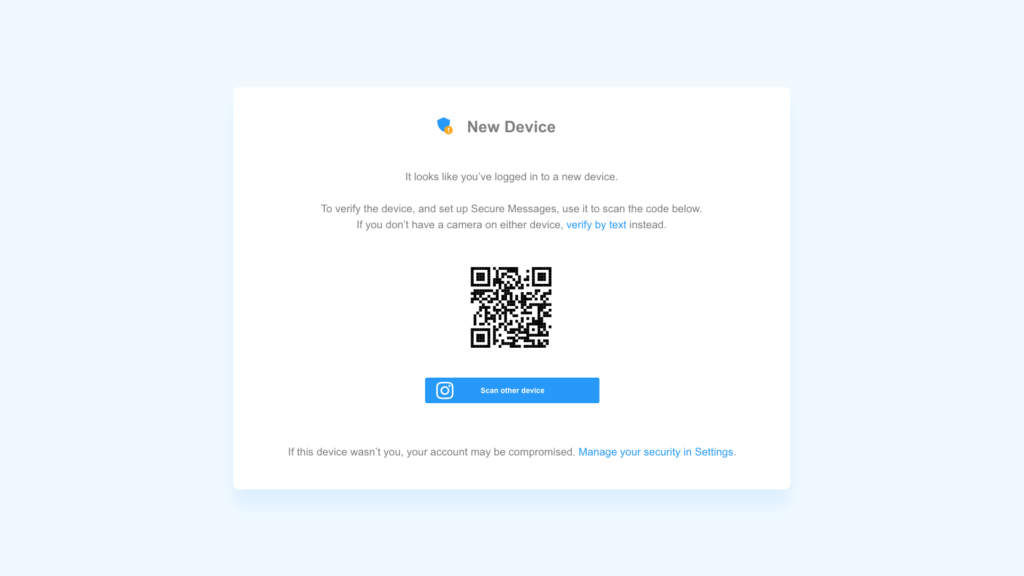 New Device
It looks like you’ve logged in to a new device.
To verify the device, and set up Secure Messages, use it to scan the code below.
If you don’t have a camera on either device, verify by text instead.
Scan other device
If this device wasn’t you, your account may be compromised. Manage your security in Settings.